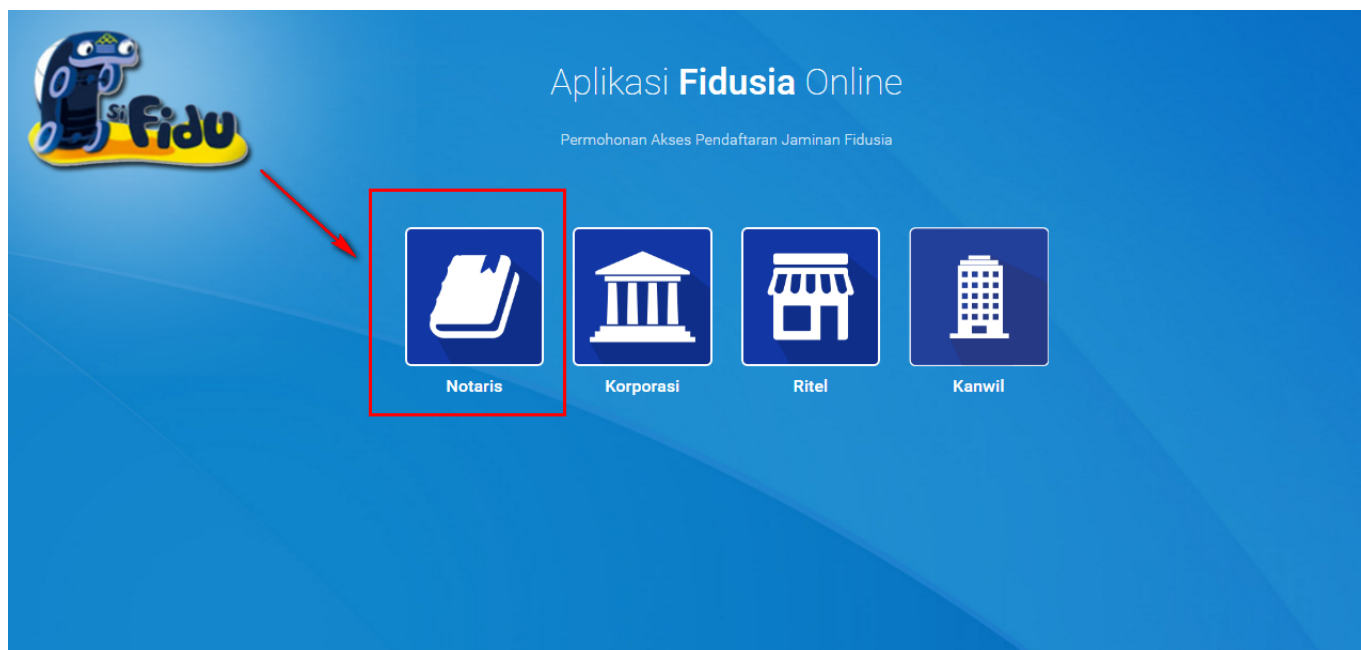 si Fidu
Aplikasi Fidusia Online
Permohonan Akses Pendaftaran Jaminan Fidusia
Notaris
Korporasi
Ritel
Kanwil